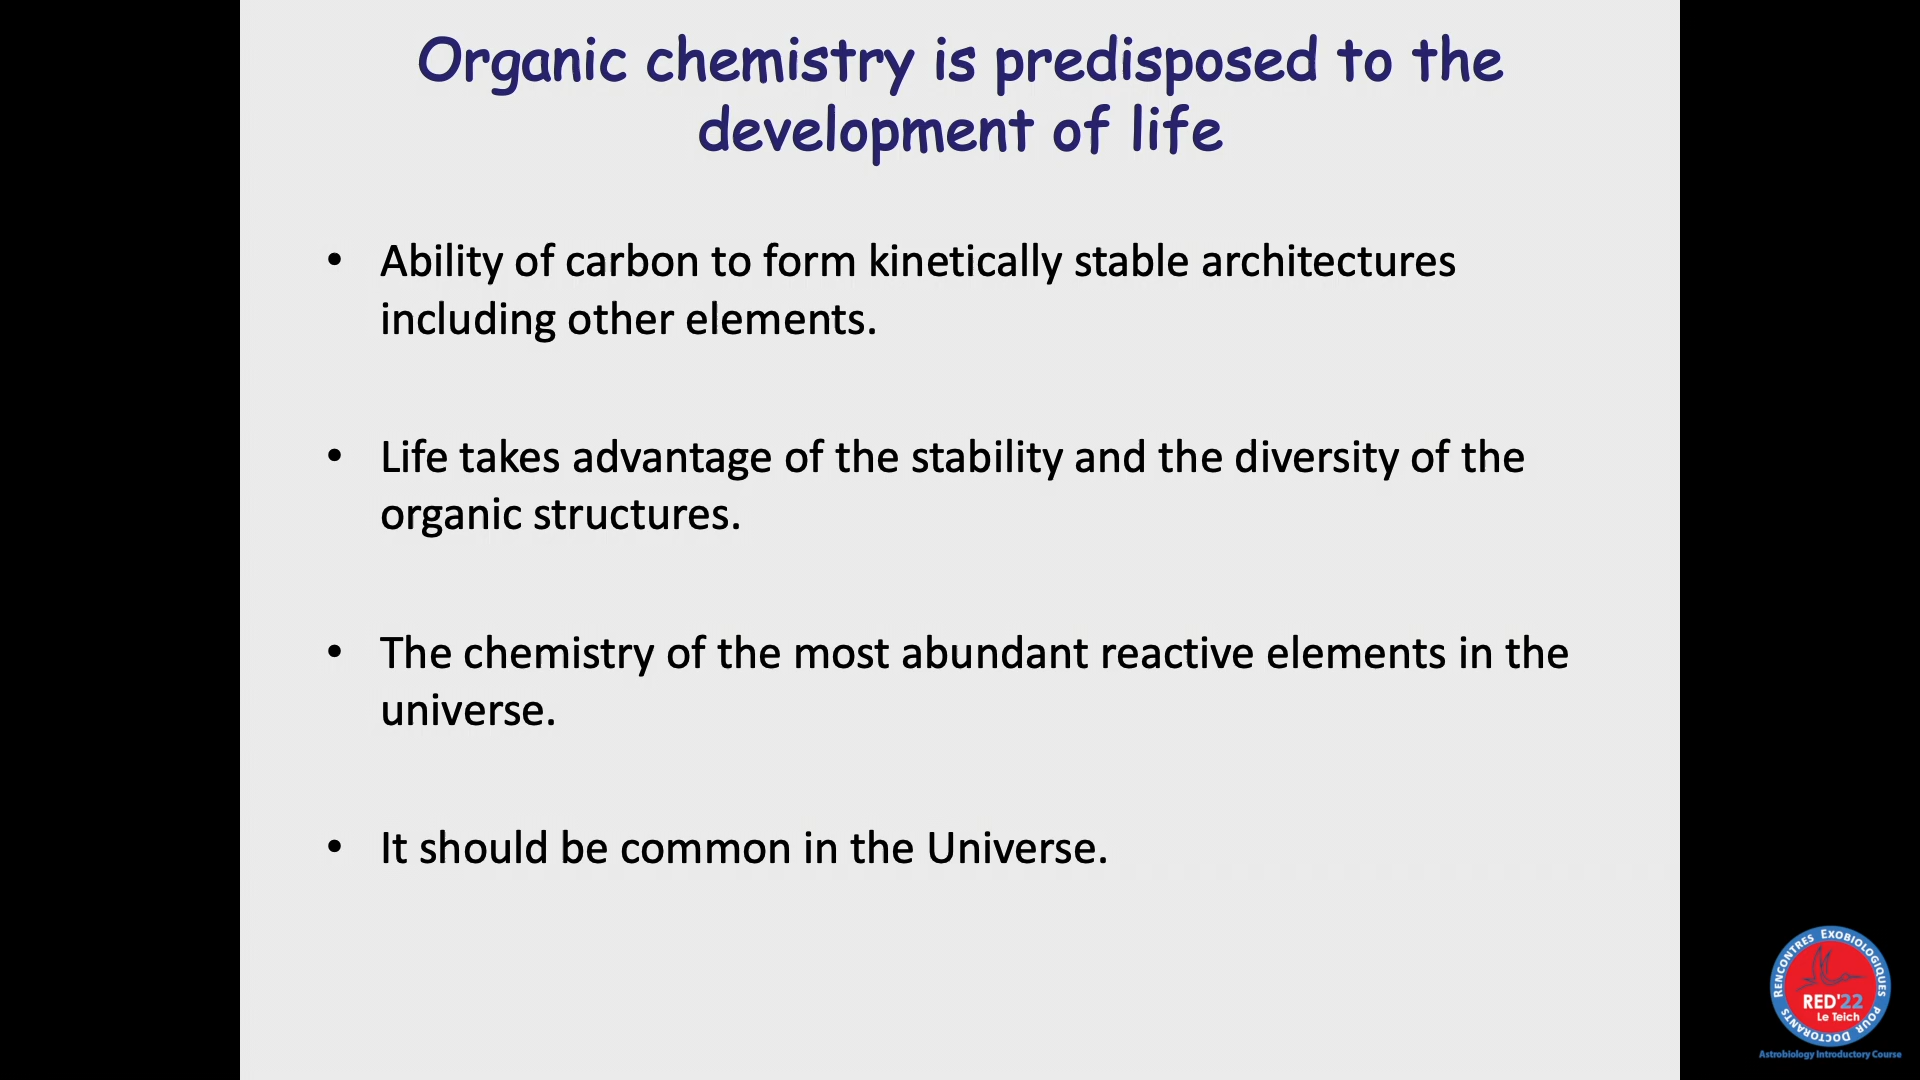 Organic chemistry is predisposed to the
development of life
• Ability of carbon to form kinetically stable architectures
including other elements.
• Life takes advantage of the stability and the diversity of the
organic structures.
• The chemistry of the most abundant reactive elements in the
universe.
• It should be common in the Universe.
RENCONTRES EXOBIOLOGIQUES POUR DOCTORANTS
RED'22
Le Teich
Astrobiology Introductory Course